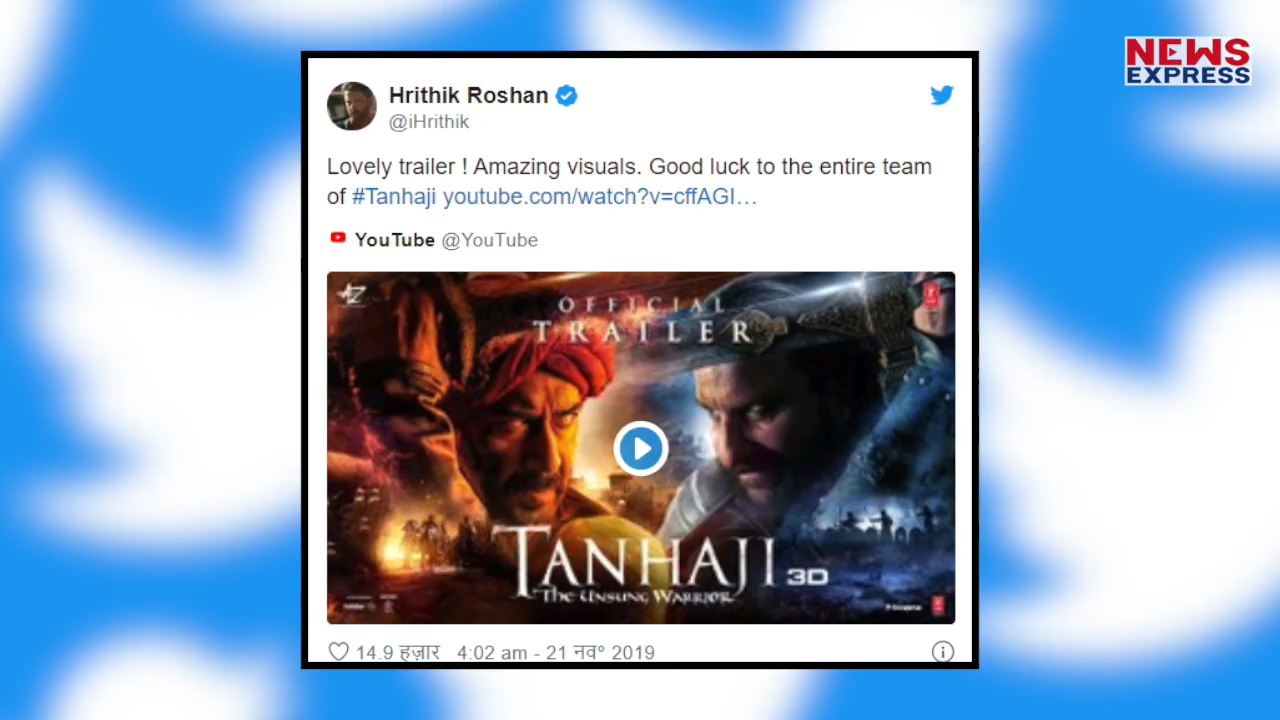 NEWS
EXPRESS
Hrithik Roshan
@iHrithik
Lovely trailer ! Amazing visuals. Good luck to the entire team
of #Tanhaji youtube.com/watch?v=cffAGI…
YouTube @YouTube
OFFICIAL
TRAILER
TANHAJI 3D
THE UNSUNG WARRIOR
14.9 हज़ार 4:02 am - 21 नव° 2019